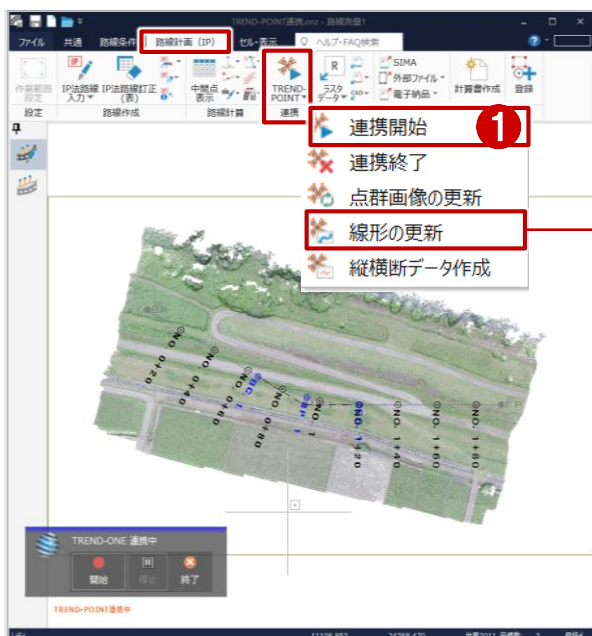 TREND-POINT連携.onz - 路線測量1
ファイル 共通 路線条件 路線計画（IP） セル・表示 ヘルプ・FAQ検索
作業範囲
設定
IP法路線
入力
IP法路線訂正
(表)
中間点
表示
TREND-
POINT
R
ラスタ
データ
SIMA
外部ファイル
CAD
電子納品
計算書作成
登録
設定 路線作成 路線計算 連携
連携開始
1
連携終了
点群画像の更新
線形の更新
縦横断データ作成
BP
NO. 0+20
NO. 0+40
NO. 0+60
BC. 1
NO. 0+80
SP. 1
NO. 1
NO. 1+20
NO. 1+40
NO. 1+60
NO. 1+80
EP
TREND-ONE 連携中
開始 停止 終了
TREND-POINT連携中